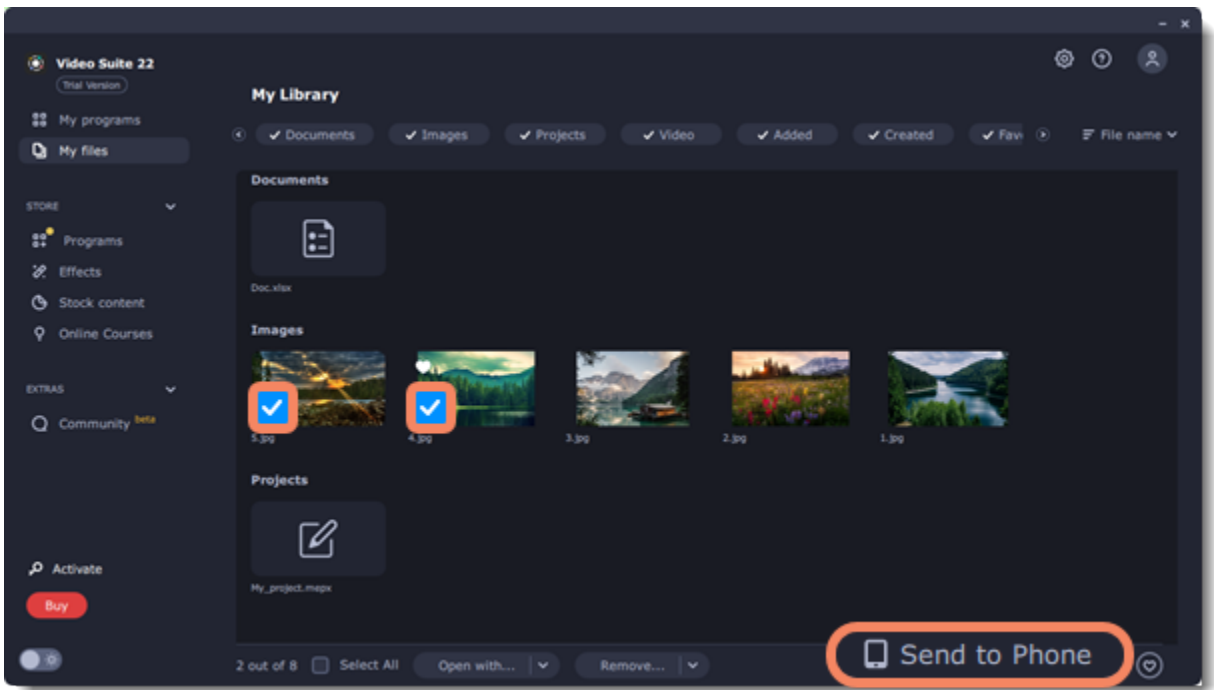 Video Suite 22
Trial Version
My programs
My files
STORE
Programs
Effects
Stock content
Online Courses
EXTRAS
Community beta
Activate
Buy
My Library
Documents Images Projects Video Added Created Fav File name
Documents
Doc.xlsx
Images
5.jpg 4.jpg 3.jpg 2.jpg 1.jpg
Projects
My_project.mepx
2 out of 8 Select All Open with... Remove... Send to Phone